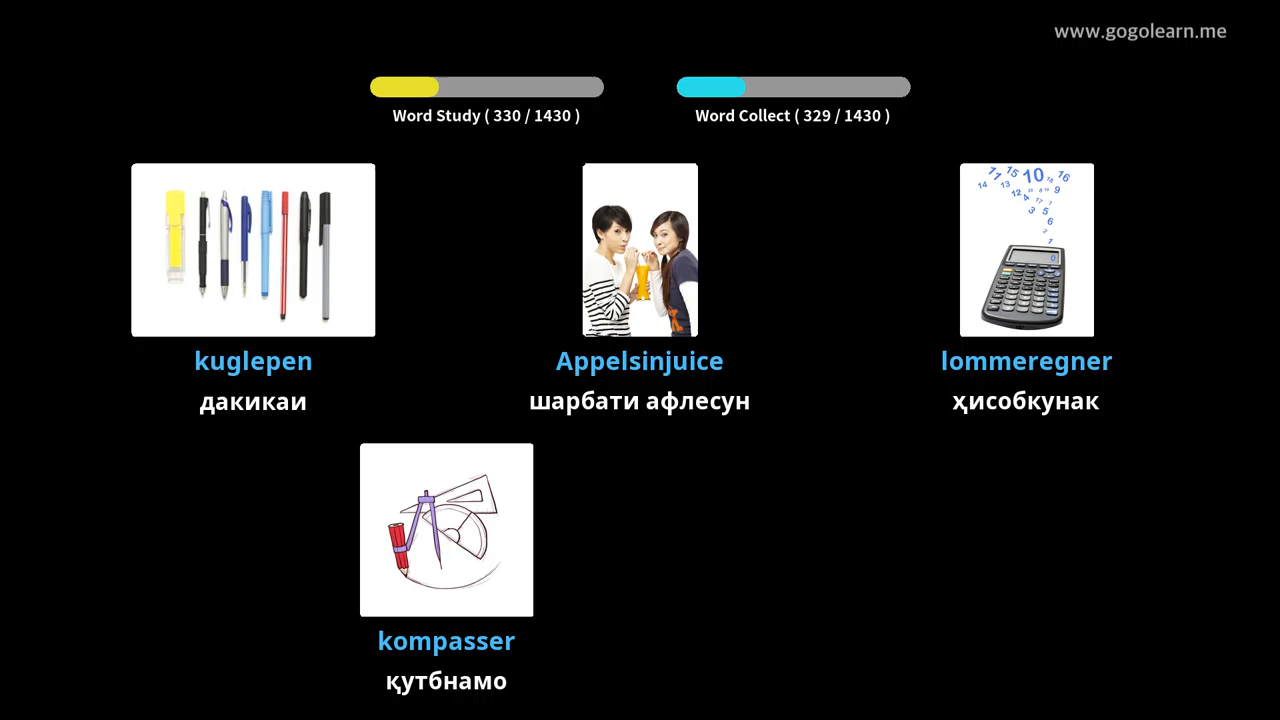 www.gogolearn.me
Word Study ( 330 / 1430 )
Word Collect ( 329 / 1430 )
kuglepen
дакикаи
Appelsinjuice
шарбати афлесун
lommeregner
ҳисобкунак
kompasser
қутбнамо